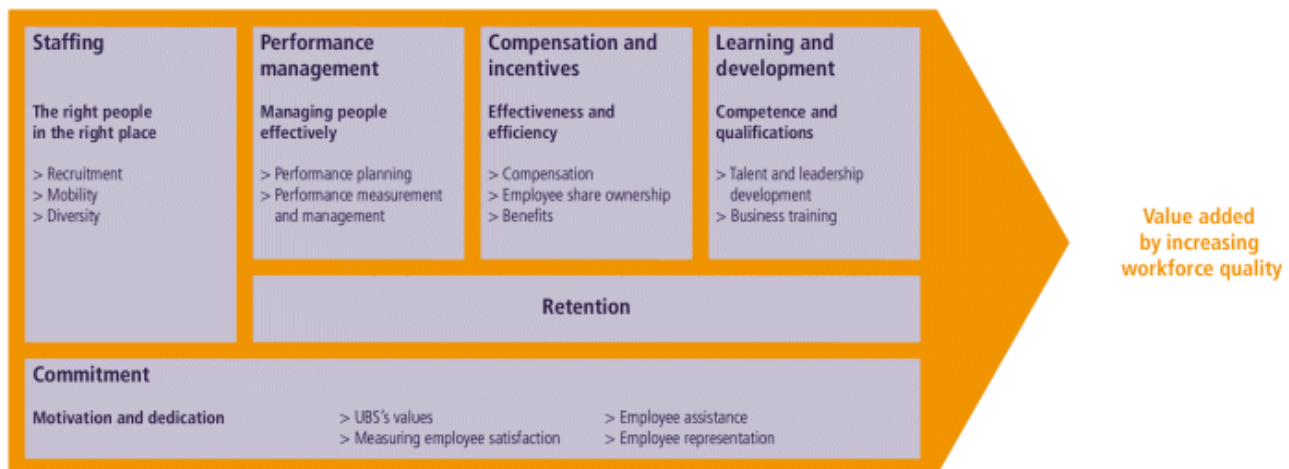 Staffing
The right people
in the right place
> Recruitment
> Mobility
> Diversity
Performance
management
Managing people
effectively
> Performance planning
> Performance measurement
and management
Compensation and
incentives
Effectiveness and
efficiency
> Compensation
> Employee share ownership
> Benefits
Learning and
development
Competence and
qualifications
> Talent and leadership
development
> Business training
Retention
Commitment
Motivation and dedication
> UBS's values
> Measuring employee satisfaction
> Employee assistance
> Employee representation
Value added
by increasing
workforce quality